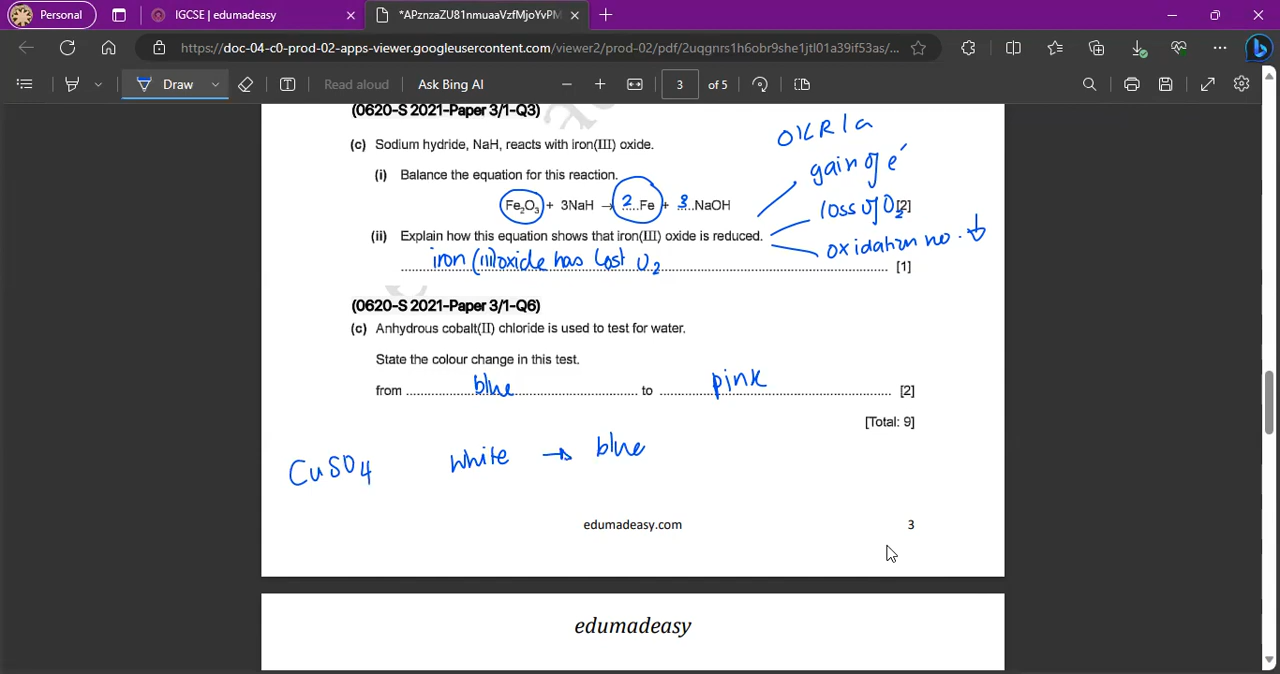 Personal
IGCSE | edumadeasy
*APznzaZU81nmuaaVzfMjoYvPM
https://doc-04-c0-prod-02-apps-viewer.googleusercontent.com/viewer2/prod-02/pdf/2uqgnrs1h6obr9she1jtl01a39if53as/...
Draw
Read aloud
Ask Bing AI
3 of 5
(0620-S 2021-Paper 3/1-Q3)
OILRIG
(c) Sodium hydride, NaH, reacts with iron(III) oxide.
gain of e⁻
(i) Balance the equation for this reaction.
Fe₂O₃ + 3NaH → 2Fe + 3NaOH
loss of O₂ [2]
(ii) Explain how this equation shows that iron(III) oxide is reduced.
oxidation no. ↓
iron (III) oxide has lost O₂ [1]
(0620-S 2021-Paper 3/1-Q6)
(c) Anhydrous cobalt(II) chloride is used to test for water.
State the colour change in this test.
from blue to pink [2]
[Total: 9]
CuSO₄ white → blue
edumadeasy.com 3
edumadeasy